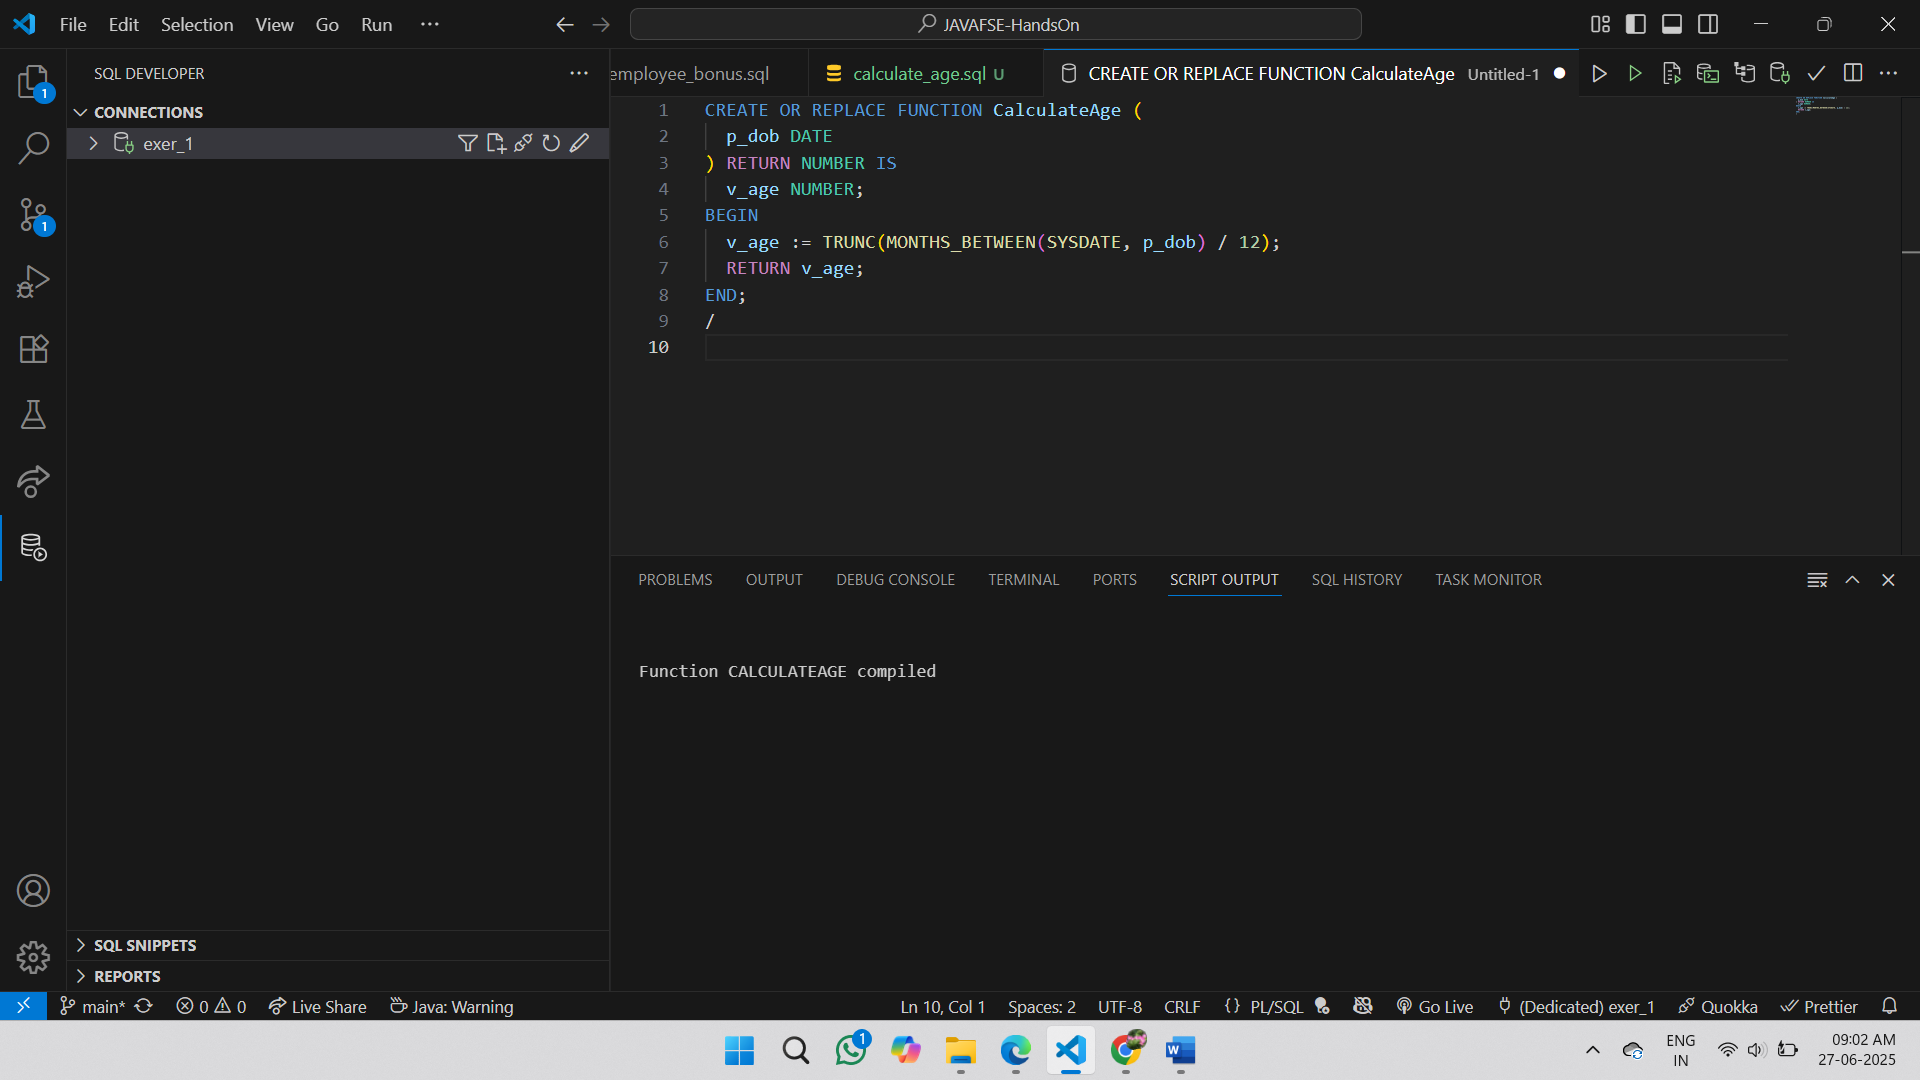 File Edit Selection View Go Run ···
JAVAFSE-HandsOn
SQL DEVELOPER
CONNECTIONS
exer_1
SQL SNIPPETS
REPORTS
employee_bonus.sql
calculate_age.sql U
CREATE OR REPLACE FUNCTION CalculateAge Untitled-1
1 CREATE OR REPLACE FUNCTION CalculateAge (
2 p_dob DATE
3 ) RETURN NUMBER IS
4 v_age NUMBER;
5 BEGIN
6 v_age := TRUNC(MONTHS_BETWEEN(SYSDATE, p_dob) / 12);
7 RETURN v_age;
8 END;
9 /
10
PROBLEMS OUTPUT DEBUG CONSOLE TERMINAL PORTS SCRIPT OUTPUT SQL HISTORY TASK MONITOR
Function CALCULATEAGE compiled
1
1
main* 0 0 Live Share Java: Warning
Ln 10, Col 1 Spaces: 2 UTF-8 CRLF {} PL/SQL Go Live (Dedicated) exer_1 Quokka Prettier
1
W
ENG
IN
09:02 AM
27-06-2025